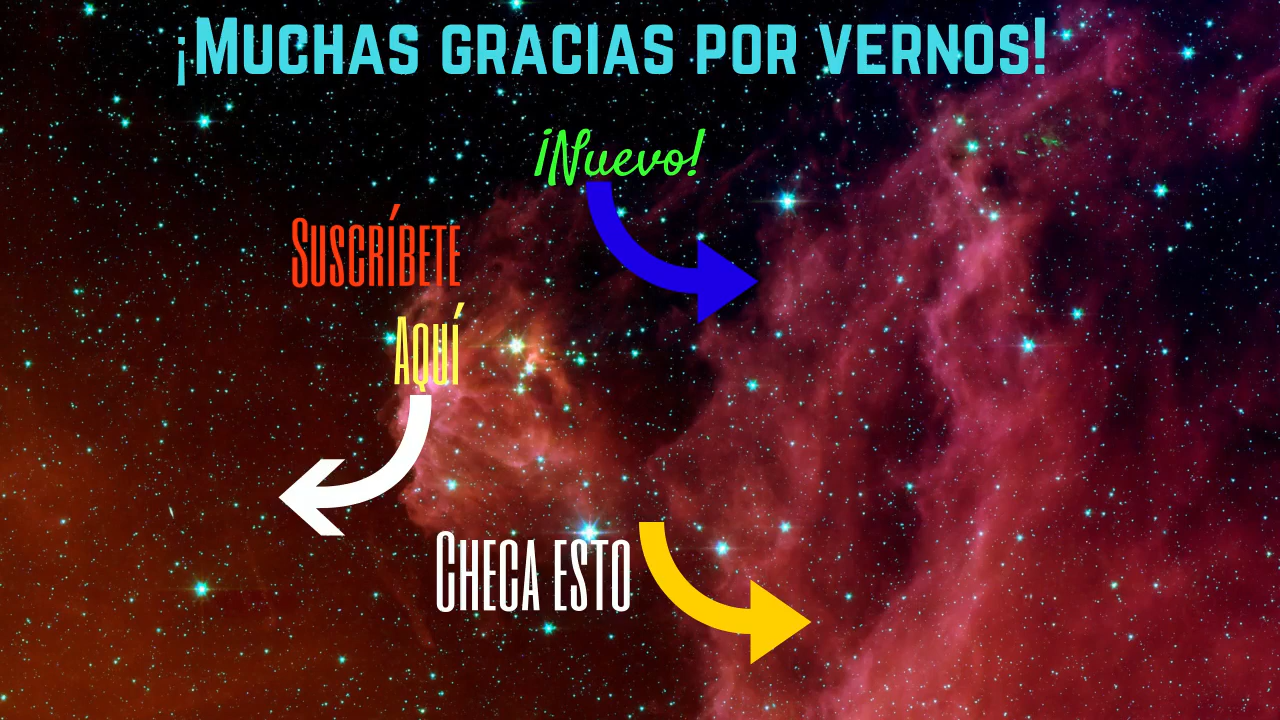 ¡Muchas gracias por vernos!
¡Nuevo!
Suscríbete
Aquí
Checa esto